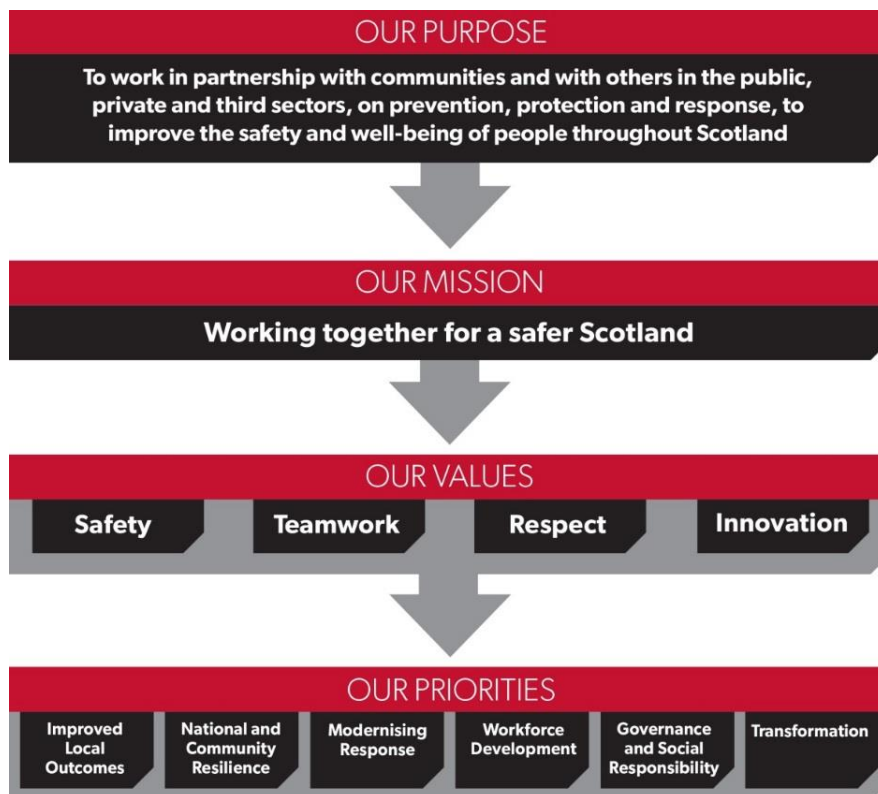 OUR PURPOSE
To work in partnership with communities and with others in the public,
private and third sectors, on prevention, protection and response, to
improve the safety and well-being of people throughout Scotland
OUR MISSION
Working together for a safer Scotland
OUR VALUES
Safety
Teamwork
Respect
Innovation
OUR PRIORITIES
Improved
Local
Outcomes
National and
Community
Resilience
Modernising
Response
Workforce
Development
Governance
and Social
Responsibility
Transformation